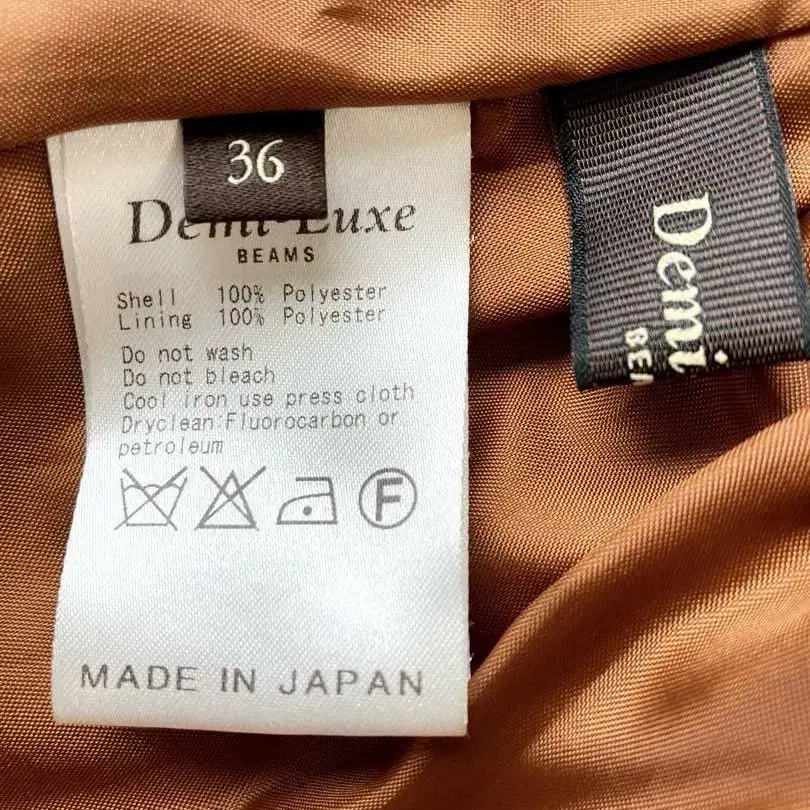 36
Demi-Luxe
BEAMS
Shell 100% Polyester
Lining 100% Polyester
Do not wash
Do not bleach
Cool iron use press cloth
Dryclean:Fluorocarbon or
petroleum
F
MADE IN JAPAN
Demi